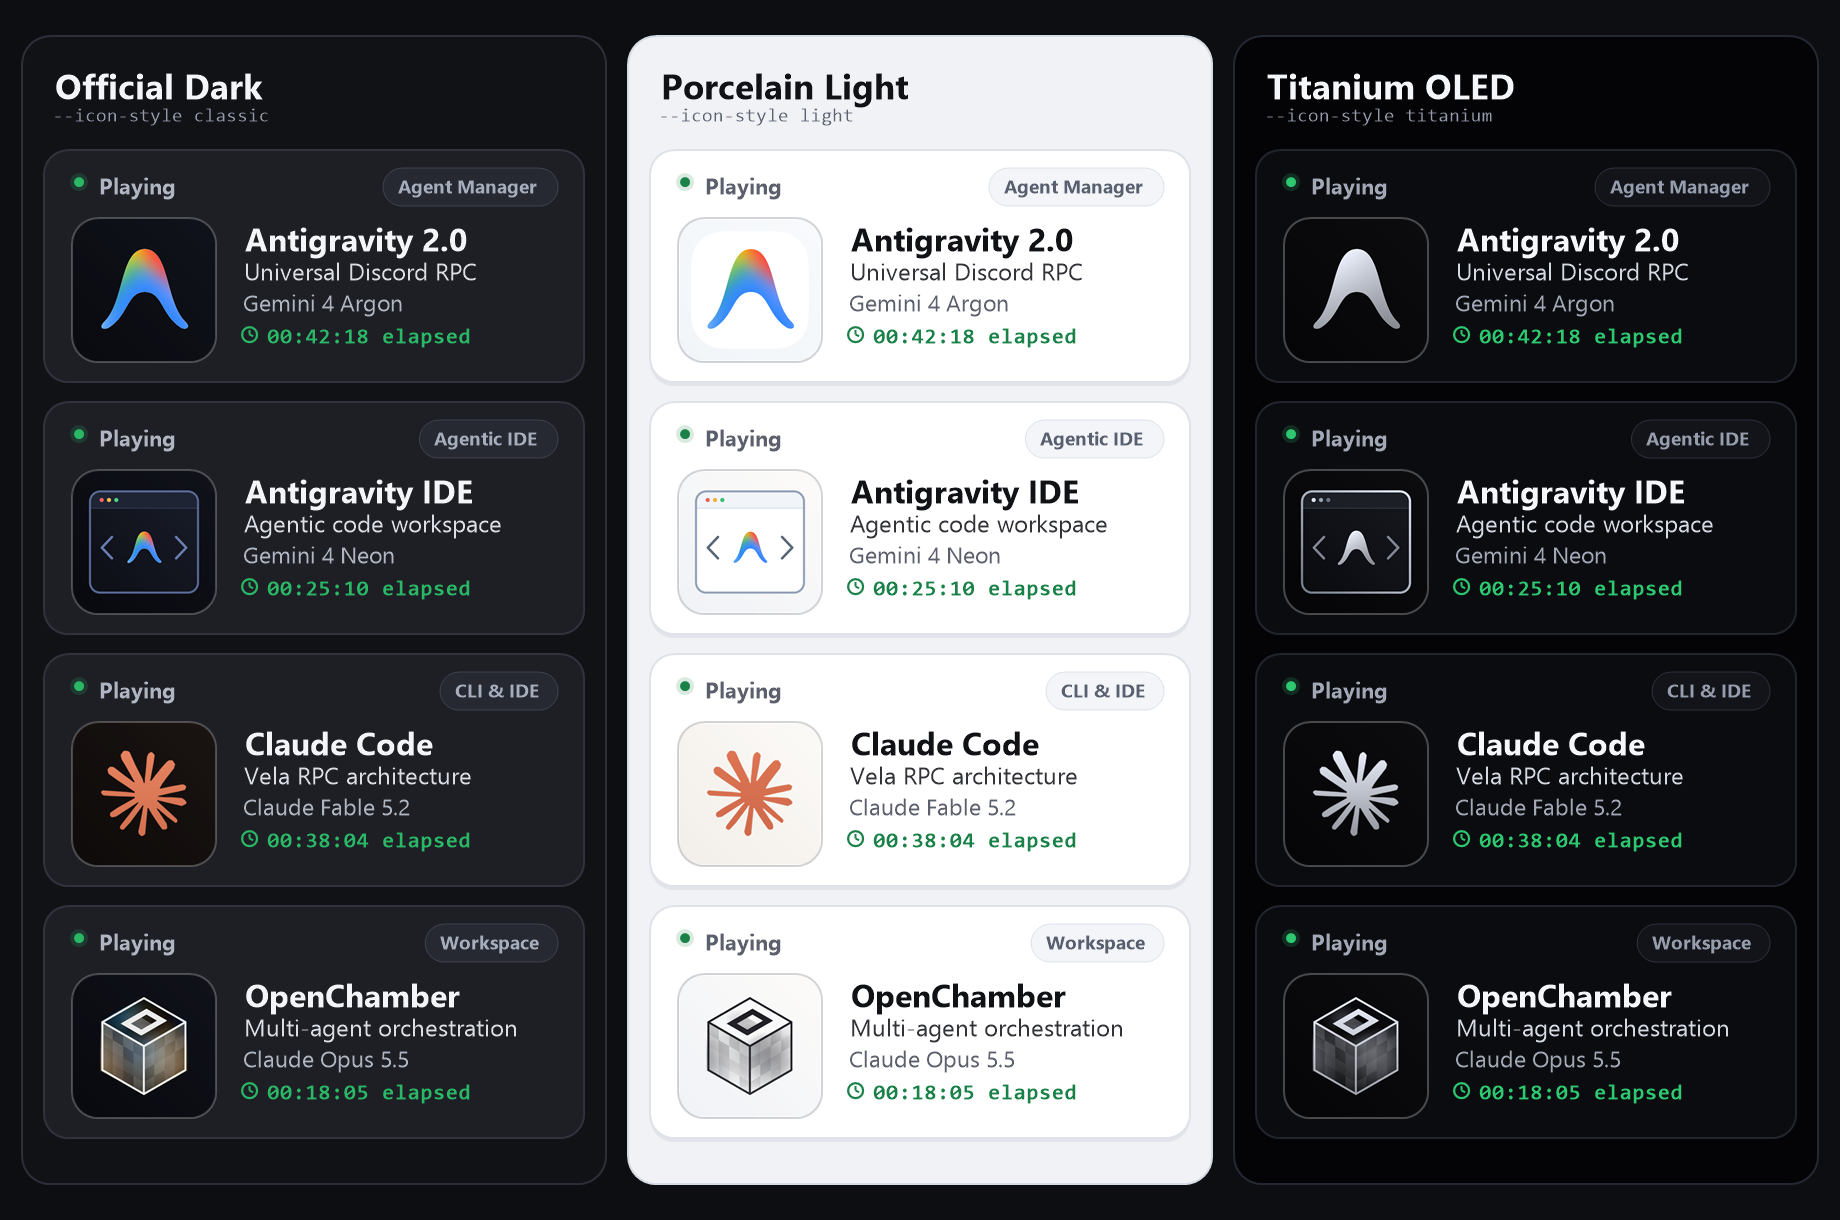 Official Dark
--icon-style classic
Playing
Agent Manager
Antigravity 2.0
Universal Discord RPC
Gemini 4 Argon
00:42:18 elapsed
Playing
Agentic IDE
Antigravity IDE
Agentic code workspace
Gemini 4 Neon
00:25:10 elapsed
Playing
CLI & IDE
Claude Code
Vela RPC architecture
Claude Fable 5.2
00:38:04 elapsed
Playing
Workspace
OpenChamber
Multi-agent orchestration
Claude Opus 5.5
00:18:05 elapsed
Porcelain Light
--icon-style light
Playing
Agent Manager
Antigravity 2.0
Universal Discord RPC
Gemini 4 Argon
00:42:18 elapsed
Playing
Agentic IDE
Antigravity IDE
Agentic code workspace
Gemini 4 Neon
00:25:10 elapsed
Playing
CLI & IDE
Claude Code
Vela RPC architecture
Claude Fable 5.2
00:38:04 elapsed
Playing
Workspace
OpenChamber
Multi-agent orchestration
Claude Opus 5.5
00:18:05 elapsed
Titanium OLED
--icon-style titanium
Playing
Agent Manager
Antigravity 2.0
Universal Discord RPC
Gemini 4 Argon
00:42:18 elapsed
Playing
Agentic IDE
Antigravity IDE
Agentic code workspace
Gemini 4 Neon
00:25:10 elapsed
Playing
CLI & IDE
Claude Code
Vela RPC architecture
Claude Fable 5.2
00:38:04 elapsed
Playing
Workspace
OpenChamber
Multi-agent orchestration
Claude Opus 5.5
00:18:05 elapsed